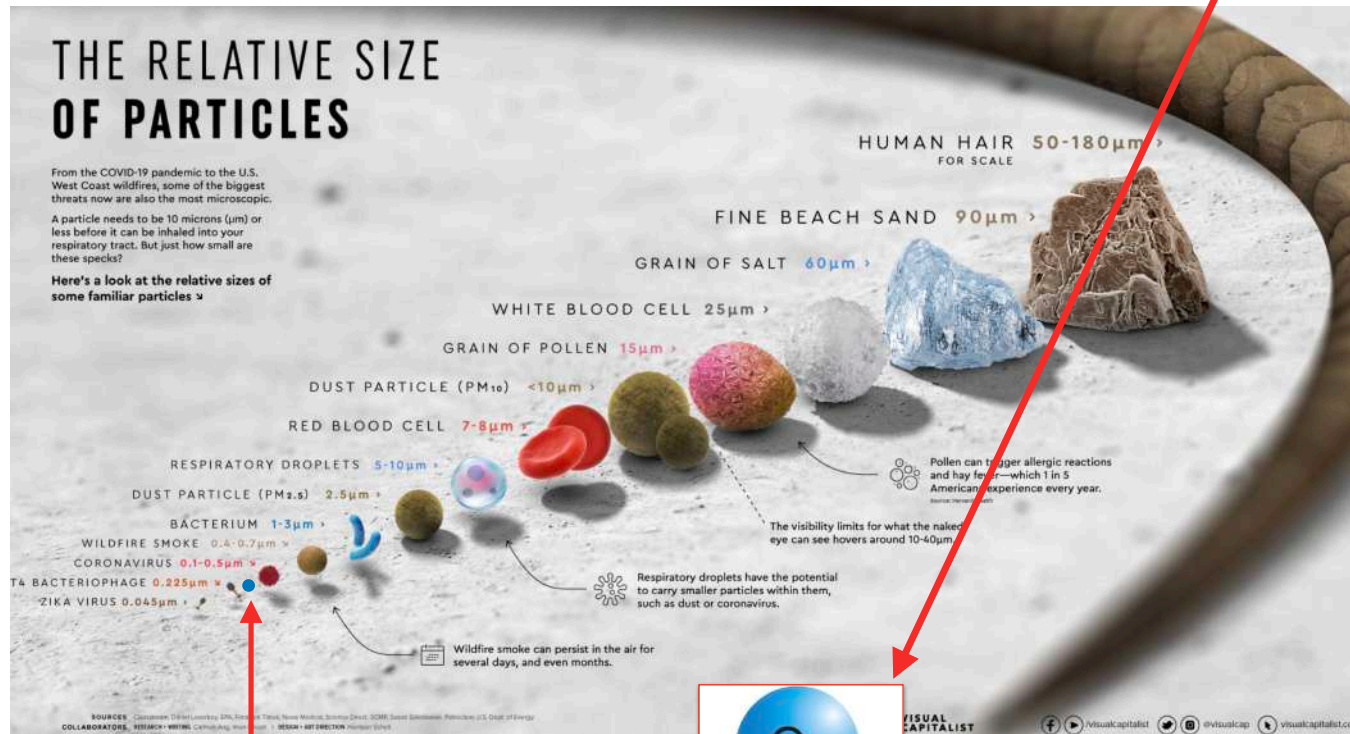 THE RELATIVE SIZE
OF PARTICLES
From the COVID-19 pandemic to the U.S.
West Coast wildfires, some of the biggest
threats now are also the most microscopic.
A particle needs to be 10 microns (μm) or
less before it can be inhaled into your
respiratory tract. But just how small are
these specks?
Here's a look at the relative sizes of
some familiar particles
HUMAN HAIR 50-180μm ›
FOR SCALE
FINE BEACH SAND 90μm ›
GRAIN OF SALT 60μm ›
WHITE BLOOD CELL 25μm ›
GRAIN OF POLLEN 15μm ›
DUST PARTICLE (PM10) <10μm ›
RED BLOOD CELL 7-8μm ›
RESPIRATORY DROPLETS 5-10μm ›
DUST PARTICLE (PM2.5) 2.5μm ›
BACTERIUM 1-3μm ›
WILDFIRE SMOKE 0.4-0.7μm
CORONAVIRUS 0.1-0.5μm
T4 BACTERIOPHAGE 0.225μm
ZIKA VIRUS 0.045μm ›
Pollen can trigger allergic reactions
and hay fever—which 1 in 5
Americans experience every year.
The visibility limits for what the naked
eye can see hovers around 10-40μm
Respiratory droplets have the potential
to carry smaller particles within them,
such as dust or coronavirus.
Wildfire smoke can persist in the air for
several days, and even months.
SOURCES
COLLABORATORS RESEARCH + WRITING DESIGN + ART DIRECTION
VISUAL
CAPITALIST
/visualcapitalist @visualcap visualcapitalist.co